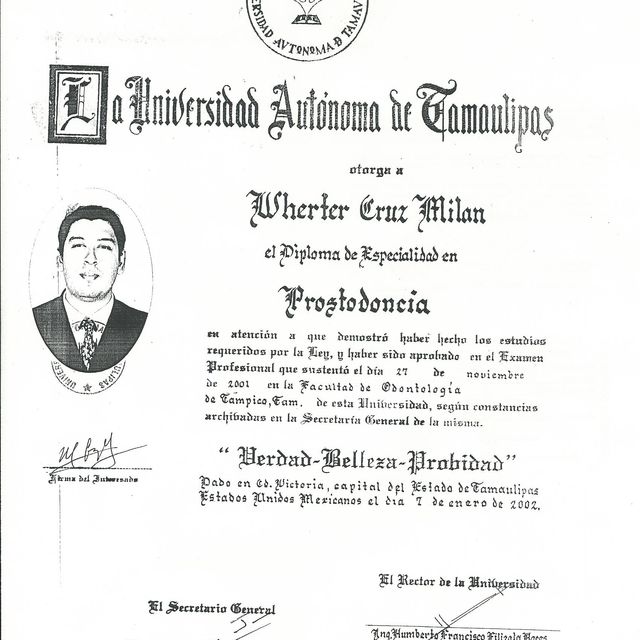 AUTONOMA D TAMAU
La Universidad Autónoma de Tamaulipas
otorga a
Wherter Cruz Milan
el Diploma de Especialidad en
Prostodoncia
en atención a que demostró haber hecho los estudios
requeridos por la Ley, y haber sido aprobado en el Examen
Profesional que sustentó el día 27 de noviembre
de 2001 en la Facultad de Odontología
de Tampico, Tam. de esta Universidad, según constancias
archivadas en la Secretaría General de la misma.
"Verdad-Belleza-Probidad"
Dado en Cd. Victoria, capital del Estado de Tamaulipas
Estados Unidos Mexicanos el día 7 de enero de 2002.
Firma del Interesado
El Rector de la Universidad
El Secretario General
Ing. Humberto Francisco Filizola Haces